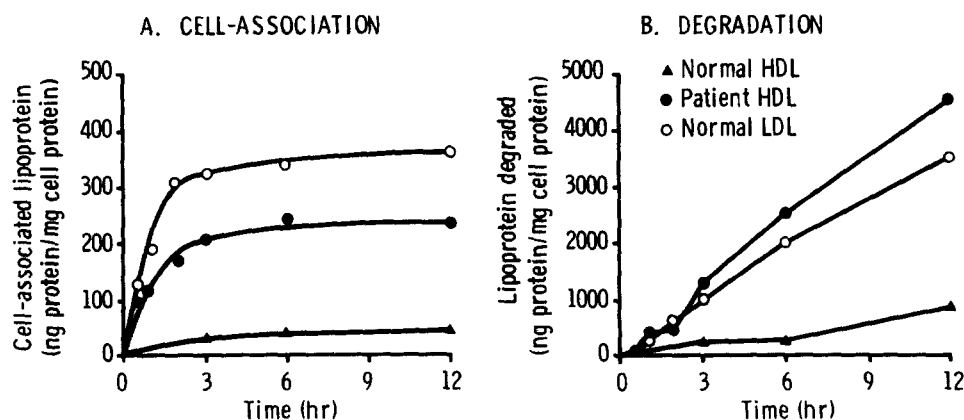 A. CELL-ASSOCIATION
Cell-associated lipoprotein
(ng protein/mg cell protein)
500
400
300
200
100
0
0
3
6
9
12
Time (hr)
B. DEGRADATION
▲ Normal HDL
● Patient HDL
○ Normal LDL
Lipoprotein degraded
(ng protein/mg cell protein)
5000
4000
3000
2000
1000
0
0
3
6
9
12
Time (hr)